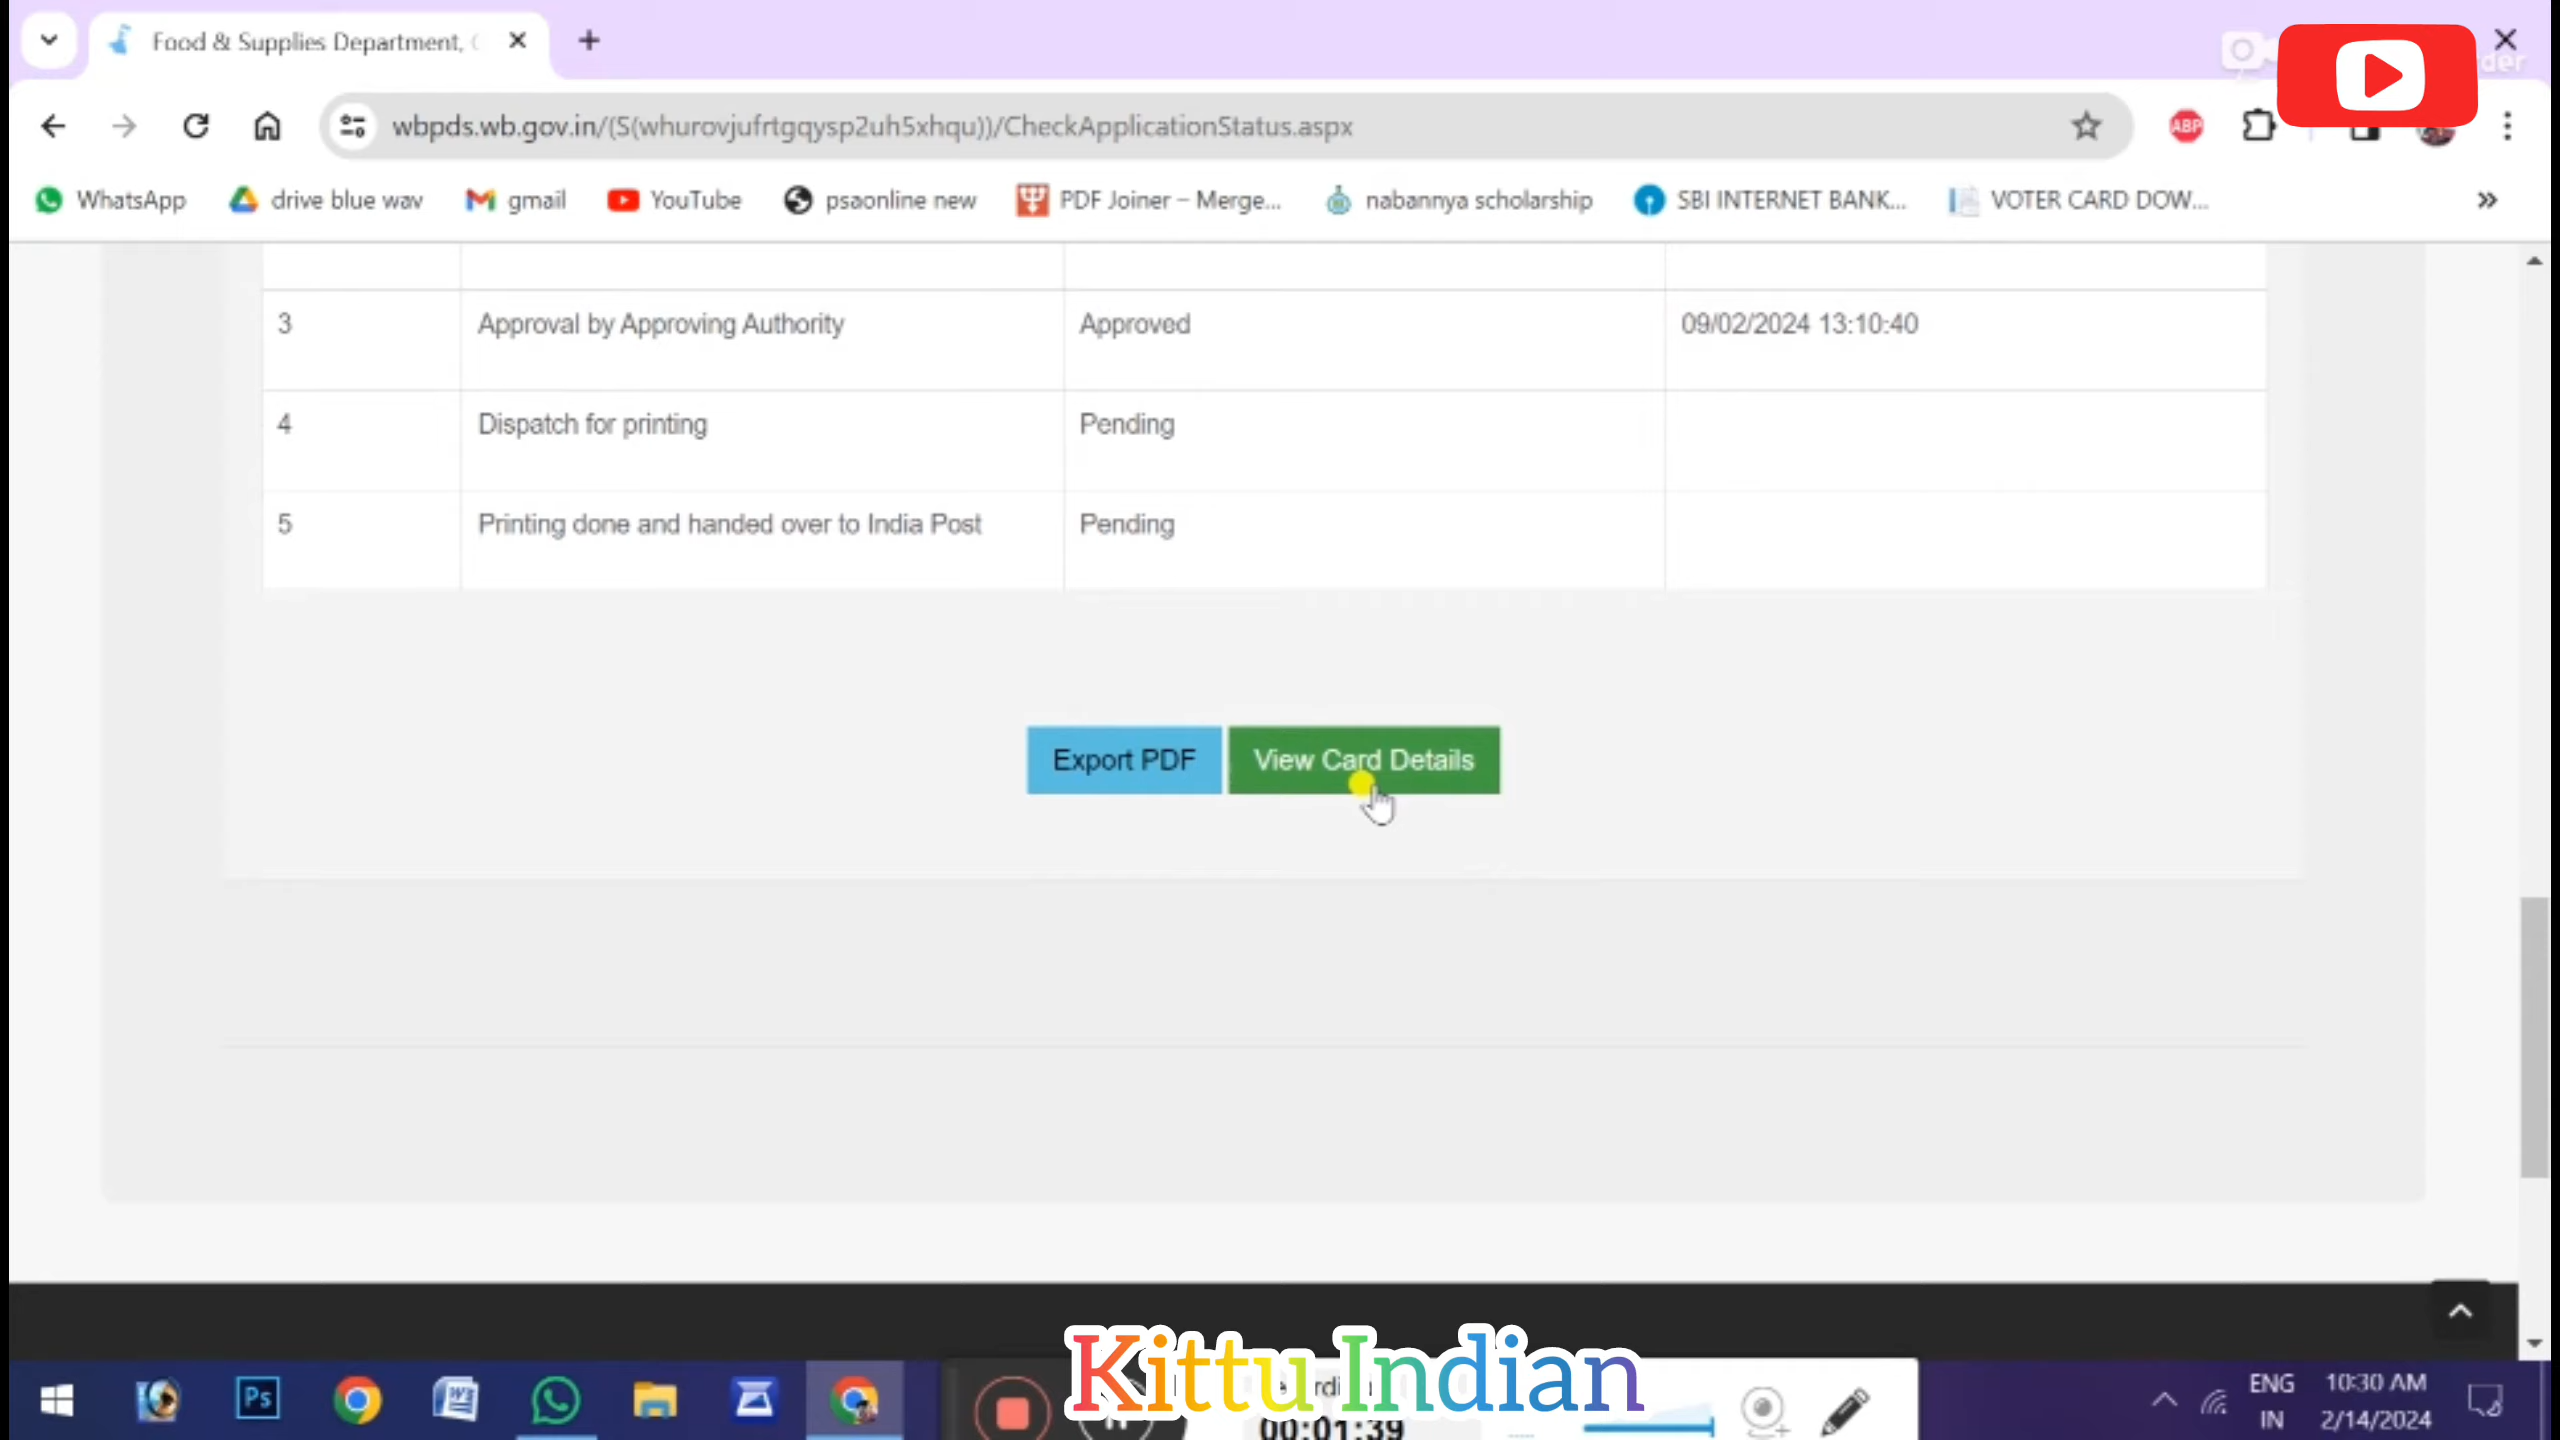 Food & Supplies Department,
wbpds.wb.gov.in/(S(whurovjufrtgqysp2uh5xhqu))/CheckApplicationStatus.aspx
ABP
WhatsApp drive blue wav gmail YouTube psaonline new PDF Joiner – Merge... nabannya scholarship SBI INTERNET BANK... VOTER CARD DOW...
3 Approval by Approving Authority Approved 09/02/2024 13:10:40
4 Dispatch for printing Pending
5 Printing done and handed over to India Post Pending
Export PDF View Card Details
Kittu Indian
Ps
00:01:39
ENG 10:30 AM
IN 2/14/2024